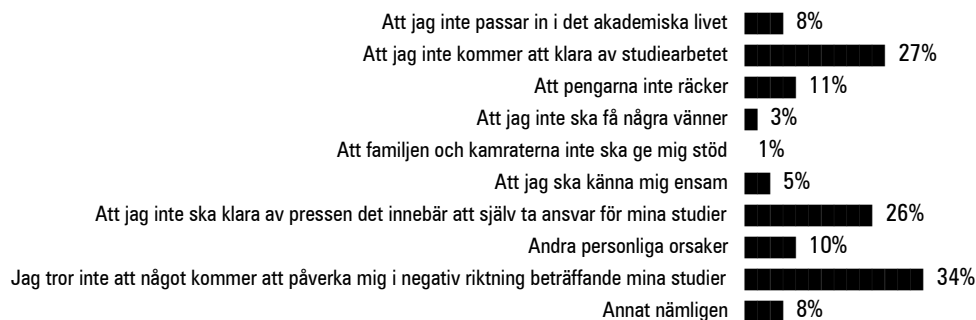 Att jag inte passar in i det akademiska livet 8%
Att jag inte kommer att klara av studiearbetet 27%
Att pengarna inte räcker 11%
Att jag inte ska få några vänner 3%
Att familjen och kamraterna inte ska ge mig stöd 1%
Att jag ska känna mig ensam 5%
Att jag inte ska klara av pressen det innebär att själv ta ansvar för mina studier 26%
Andra personliga orsaker 10%
Jag tror inte att något kommer att påverka mig i negativ riktning beträffande mina studier 34%
Annat nämligen 8%